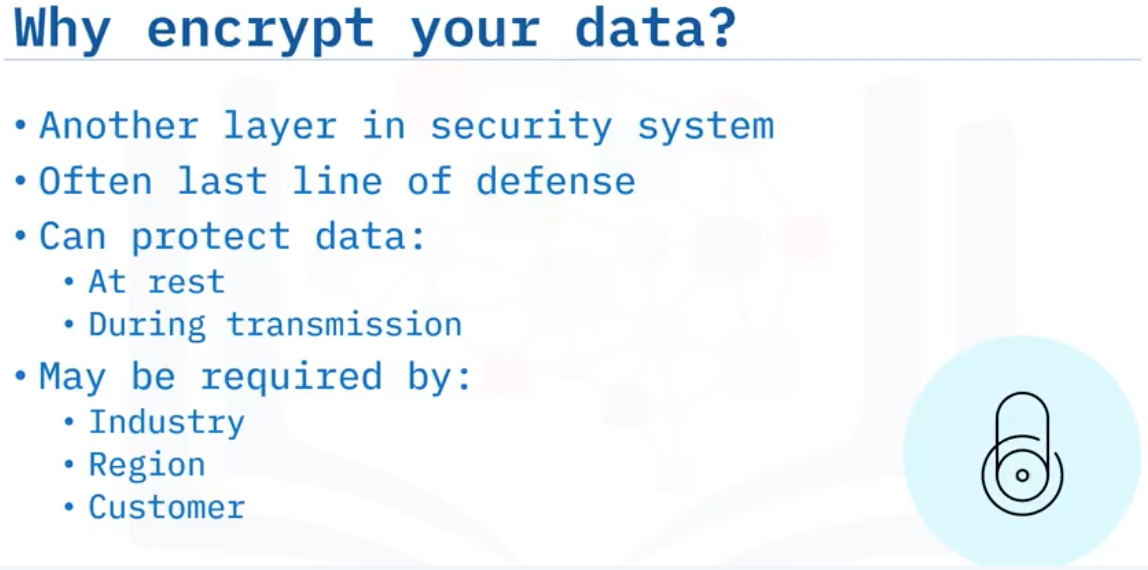 Why encrypt your data?
• Another layer in security system
• Often last line of defense
• Can protect data:
• At rest
• During transmission
• May be required by:
• Industry
• Region
• Customer